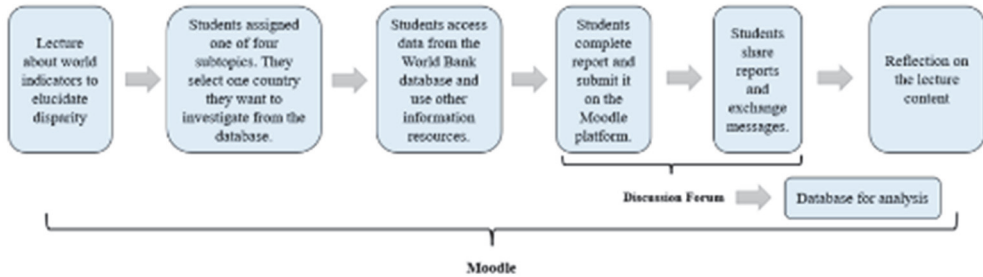 Lecture
about world
indicators to
elucidate
disparity
Students assigned
one of four
subtopics. They
select one country
they want to
investigate from the
database.
Students access
data from the
World Bank
database and
use other
information
resources.
Students
complete
report and
submit it
on the
Moodle
platform.
Students
share
reports
and
exchange
messages.
Reflection on
the lecture
content
Discussion Forum
Database for analysis
Moodle